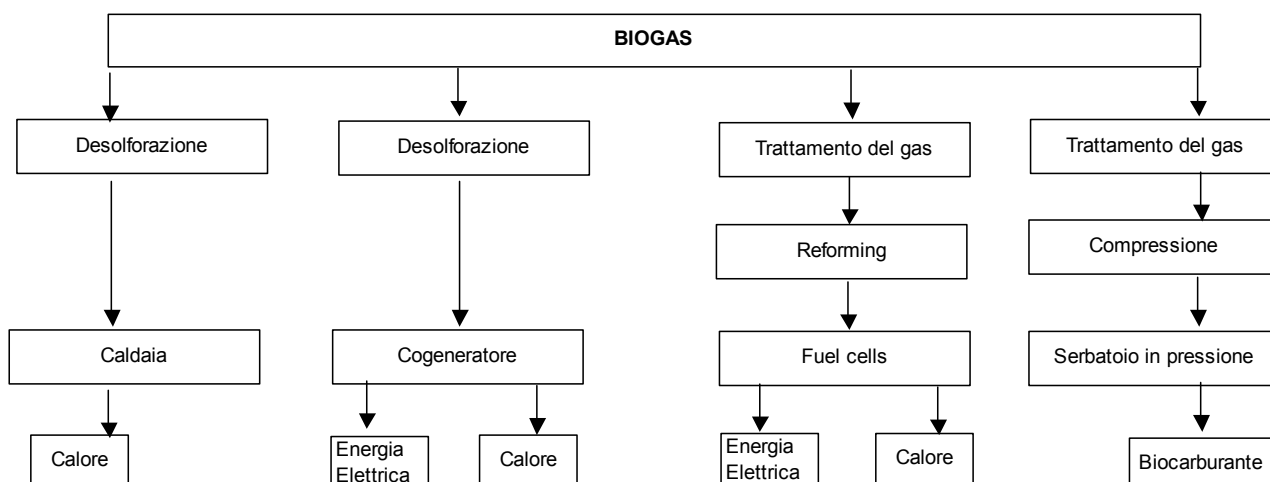 BIOGAS
Desolforazione
Desolforazione
Trattamento del gas
Trattamento del gas
Reforming
Compressione
Caldaia
Cogeneratore
Fuel cells
Serbatoio in pressione
Calore
Energia
Elettrica
Calore
Energia
Elettrica
Calore
Biocarburante